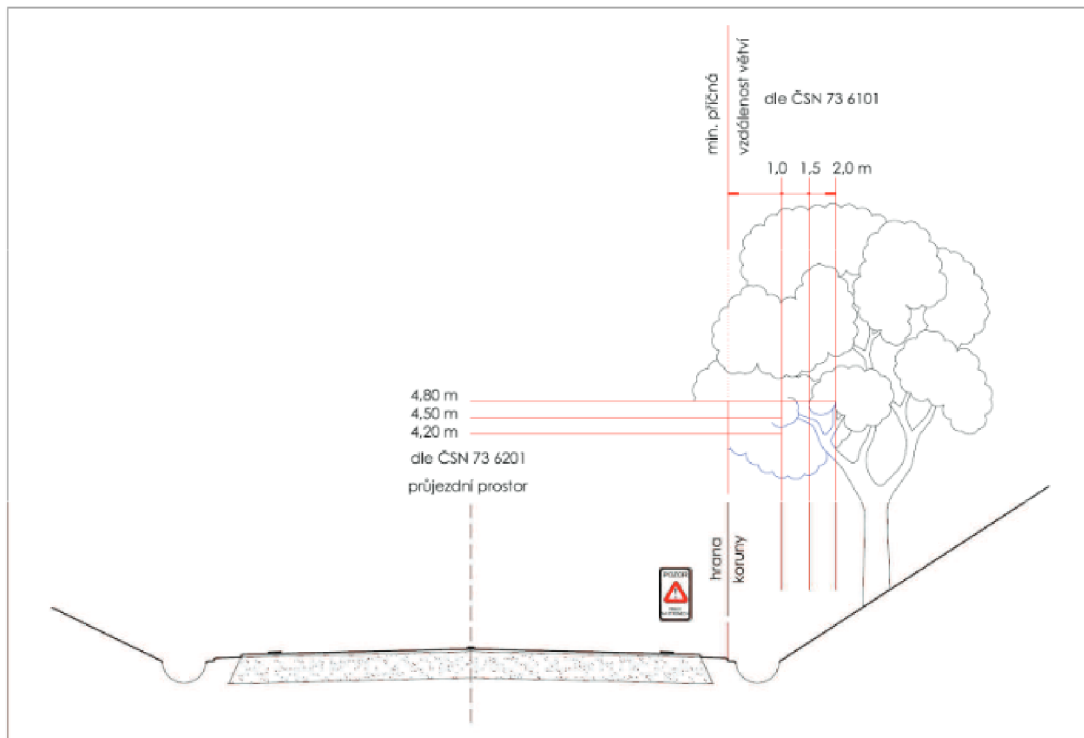 min. příčná
vzdálenost větví
dle ČSN 73 6101
1,0 1,5 2,0 m
4,80 m
4,50 m
4,20 m
dle ČSN 73 6201
průjezdní prostor
hrana
koruny
POZOR